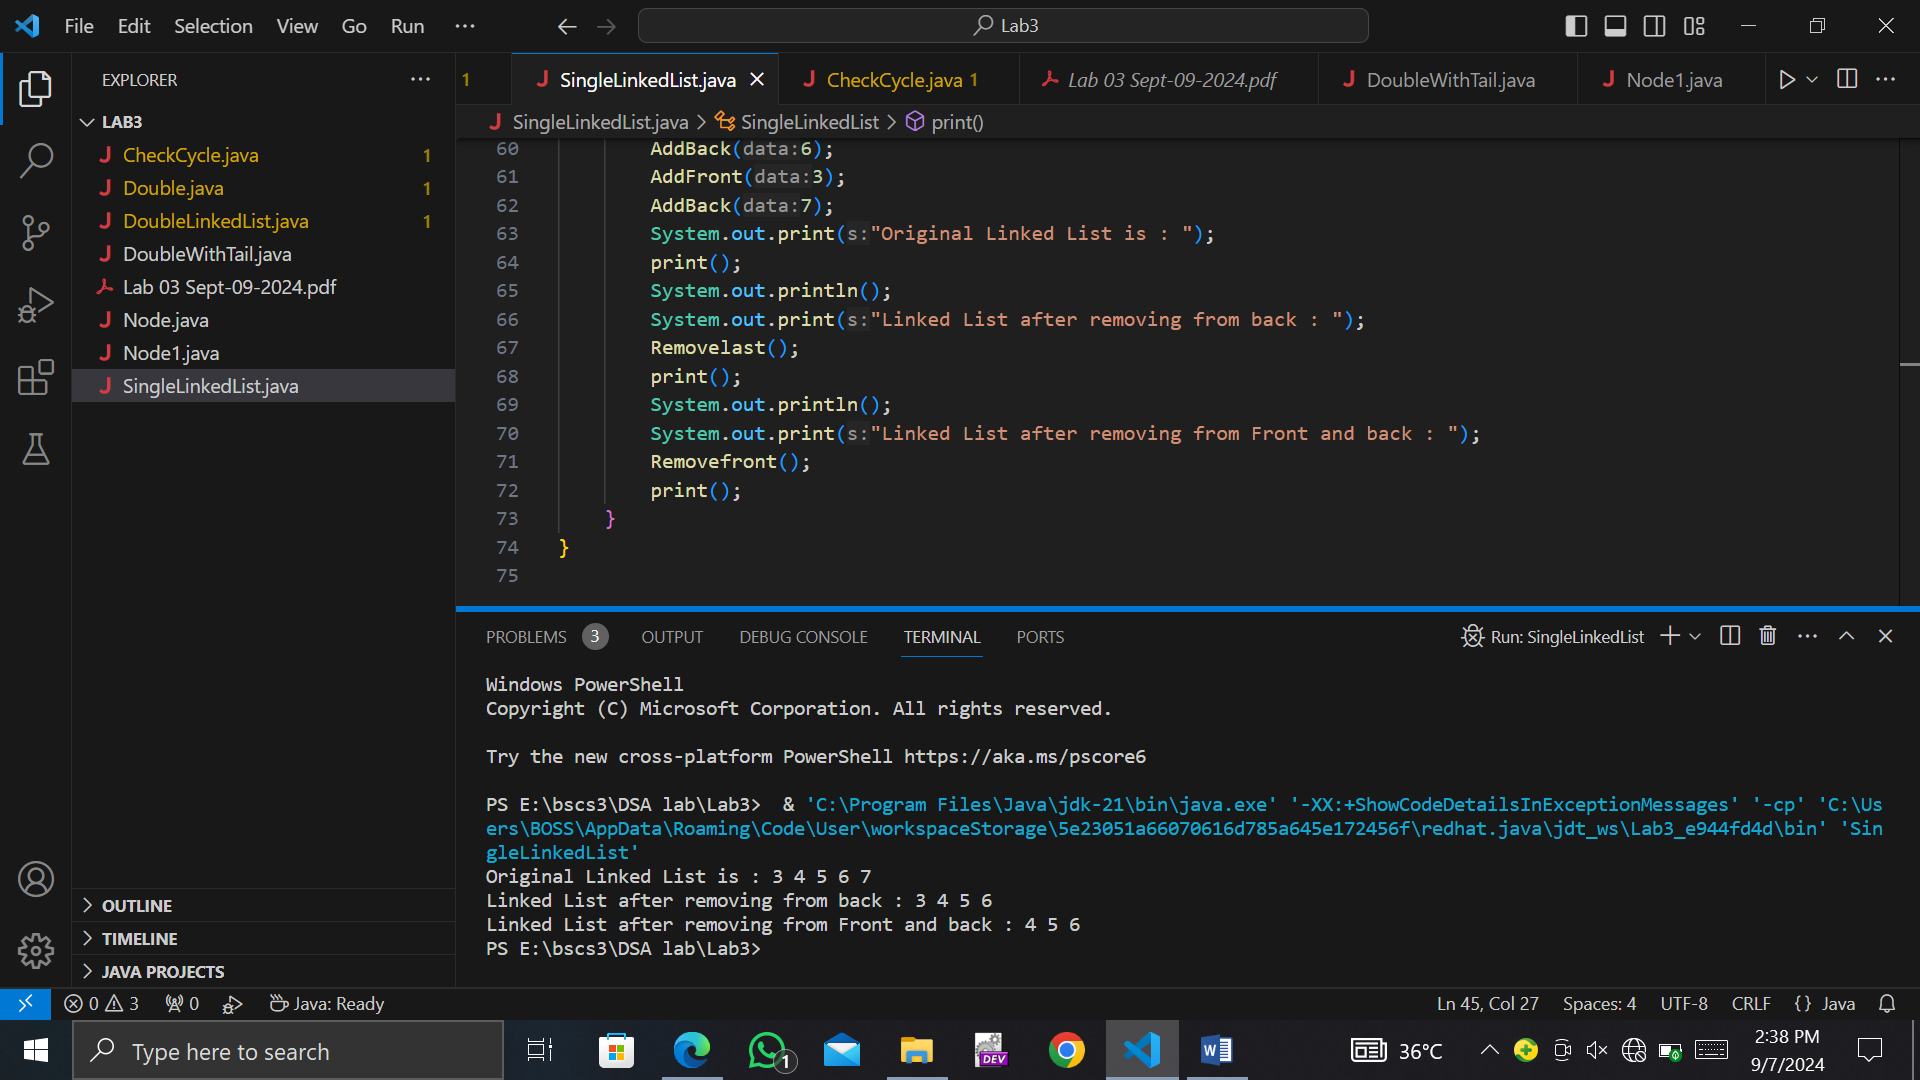 File Edit Selection View Go Run ··· Lab3
EXPLORER ···
LAB3
CheckCycle.java 1
Double.java 1
DoubleLinkedList.java 1
DoubleWithTail.java
Lab 03 Sept-09-2024.pdf
Node.java
Node1.java
SingleLinkedList.java
OUTLINE
TIMELINE
JAVA PROJECTS
1 SingleLinkedList.java CheckCycle.java 1 Lab 03 Sept-09-2024.pdf DoubleWithTail.java Node1.java
SingleLinkedList.java > SingleLinkedList > print()
60 AddBack(data:6);
61 AddFront(data:3);
62 AddBack(data:7);
63 System.out.print(s:"Original Linked List is : ");
64 print();
65 System.out.println();
66 System.out.print(s:"Linked List after removing from back : ");
67 Removelast();
68 print();
69 System.out.println();
70 System.out.print(s:"Linked List after removing from Front and back : ");
71 Removefront();
72 print();
73 }
74 }
75
PROBLEMS 3 OUTPUT DEBUG CONSOLE TERMINAL PORTS Run: SingleLinkedList
Windows PowerShell
Copyright (C) Microsoft Corporation. All rights reserved.
Try the new cross-platform PowerShell https://aka.ms/pscore6
PS E:\bscs3\DSA lab\Lab3>  & 'C:\Program Files\Java\jdk-21\bin\java.exe' '-XX:+ShowCodeDetailsInExceptionMessages' '-cp' 'C:\Us
ers\BOSS\AppData\Roaming\Code\User\workspaceStorage\5e23051a66070616d785a645e172456f\redhat.java\jdt_ws\Lab3_e944fd4d\bin' 'Sin
gleLinkedList'
Original Linked List is : 3 4 5 6 7
Linked List after removing from back : 3 4 5 6
Linked List after removing from Front and back : 4 5 6
PS E:\bscs3\DSA lab\Lab3>
0 3 0 Java: Ready Ln 45, Col 27 Spaces: 4 UTF-8 CRLF {} Java
Type here to search 1 DEV 36°C 2:38 PM
9/7/2024